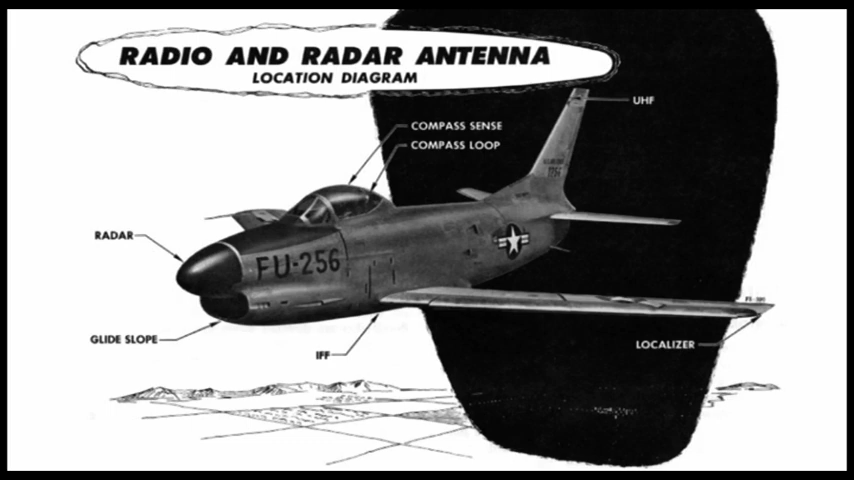 RADIO AND RADAR ANTENNA
LOCATION DIAGRAM
UHF
COMPASS SENSE
COMPASS LOOP
RADAR
FU-256
GLIDE SLOPE
IFF
LOCALIZER